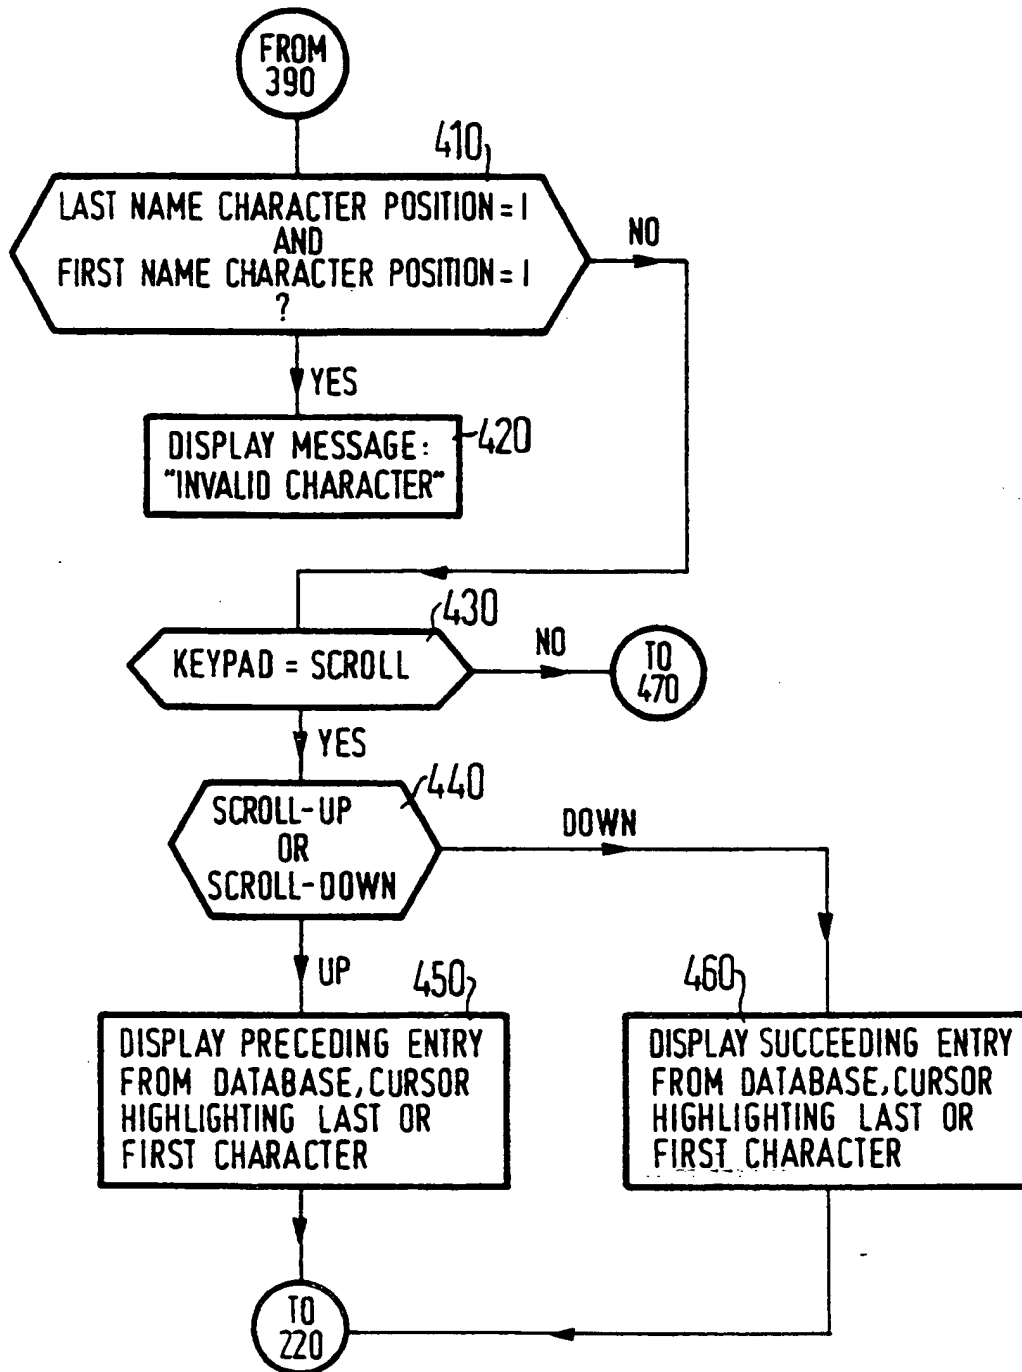 FROM
390
410
LAST NAME CHARACTER POSITION = 1
AND
FIRST NAME CHARACTER POSITION = 1
?
NO
YES
DISPLAY MESSAGE:
"INVALID CHARACTER"
420
430
KEYPAD = SCROLL
NO
TO
470
YES
440
SCROLL-UP
OR
SCROLL-DOWN
DOWN
UP
450
DISPLAY PRECEDING ENTRY
FROM DATABASE, CURSOR
HIGHLIGHTING LAST OR
FIRST CHARACTER
460
DISPLAY SUCCEEDING ENTRY
FROM DATABASE, CURSOR
HIGHLIGHTING LAST OR
FIRST CHARACTER
TO
220